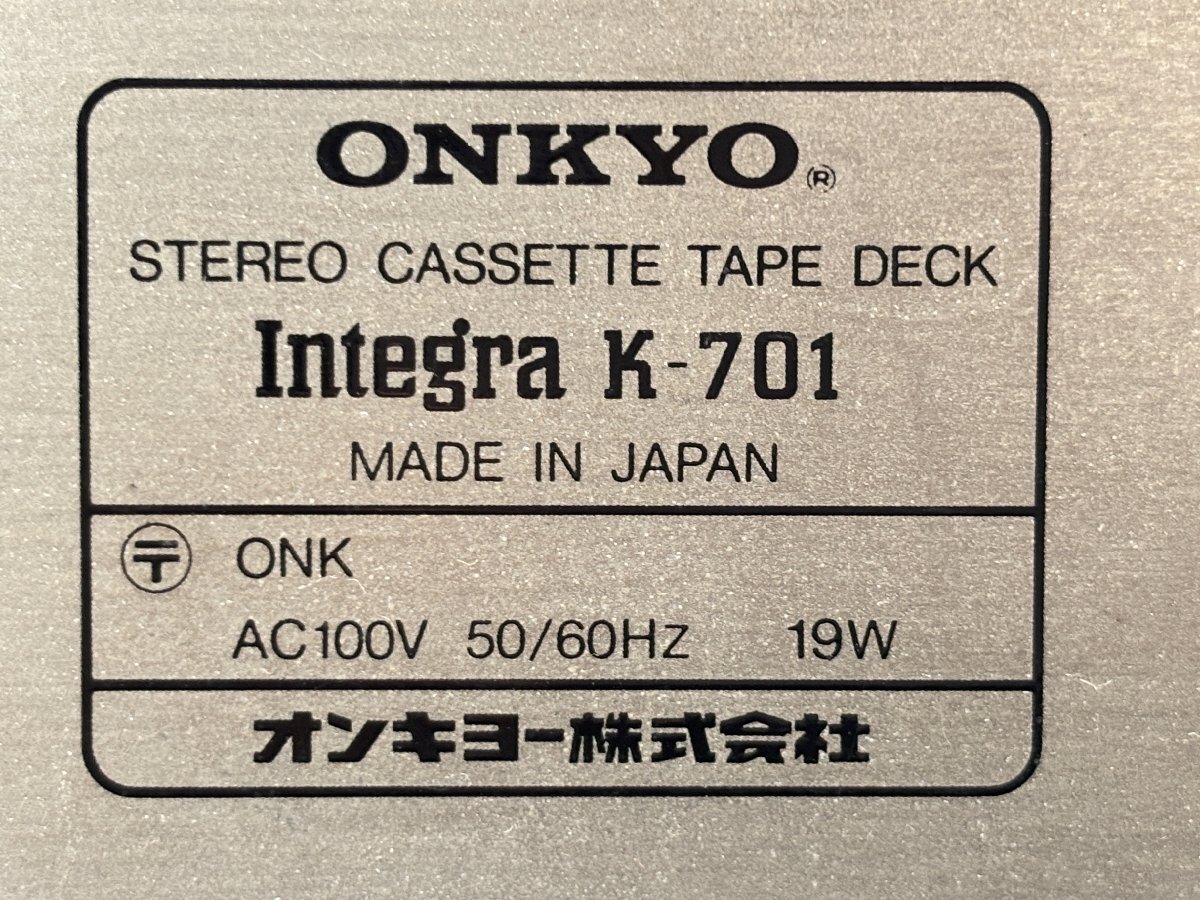 ONKYO®
STEREO CASSETTE TAPE DECK
Integra K-701
MADE IN JAPAN
〶 ONK
AC100V 50/60Hz 19W
オンキヨー株式会社